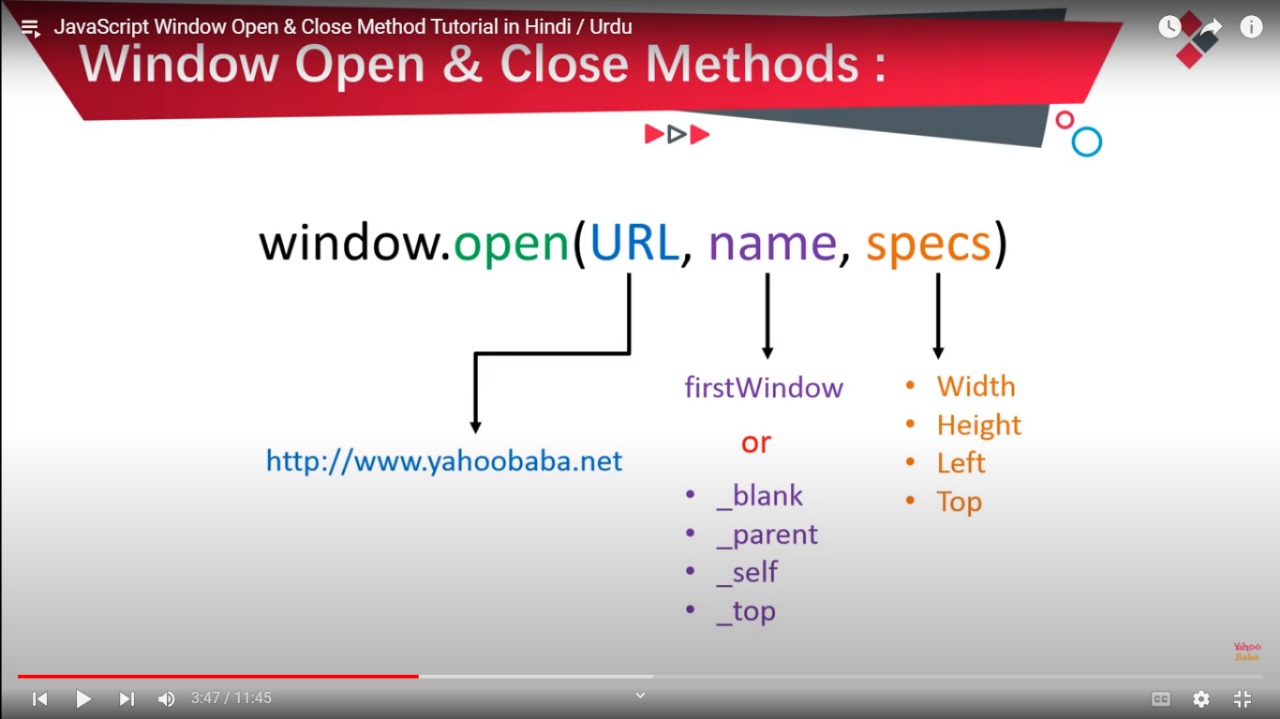 JavaScript Window Open & Close Method Tutorial in Hindi / Urdu
Window Open & Close Methods :
window.open(URL, name, specs)
http://www.yahoobaba.net
firstWindow
or
• _blank
• _parent
• _self
• _top
• Width
• Height
• Left
• Top
Yahoo
Baba
3:47 / 11:45
CC